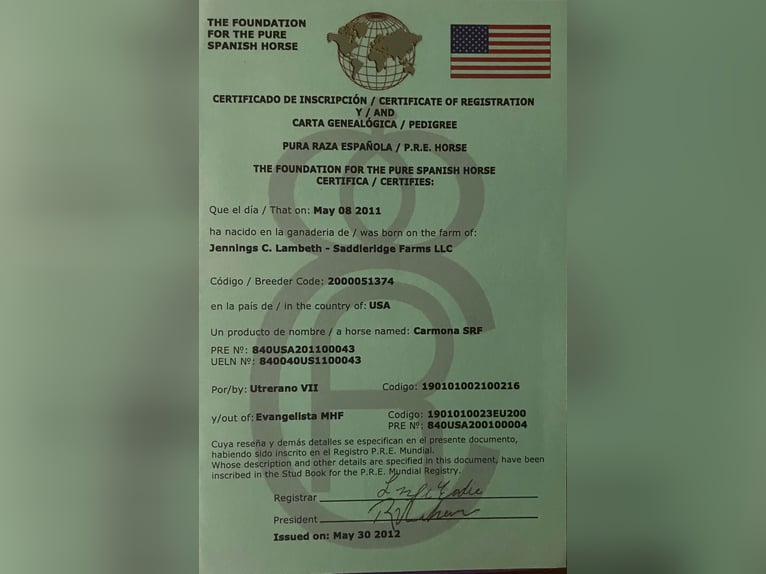 THE FOUNDATION
FOR THE PURE
SPANISH HORSE
CERTIFICADO DE INSCRIPCIÓN / CERTIFICATE OF REGISTRATION
Y / AND
CARTA GENEALÓGICA / PEDIGREE
PURA RAZA ESPAÑOLA / P.R.E. HORSE
THE FOUNDATION FOR THE PURE SPANISH HORSE
CERTIFICA / CERTIFIES:
Que el día / That on: May 08 2011
ha nacido en la ganaderia de / was born on the farm of:
Jennings C. Lambeth - Saddleridge Farms LLC
Código / Breeder Code: 2000051374
en la país de / in the country of: USA
Un producto de nombre / a horse named: Carmona SRF
PRE Nº: 840USA201100043
UELN Nº: 840040US1100043
Por/by: Utrerano VII Codigo: 190101002100216
y/out of: Evangelista MHF Codigo: 1901010023EU200
PRE Nº: 840USA200100004
Cuya reseña y demás detalles se especifican en el presente documento,
habiendo sido inscrito en el Registro P.R.E. Mundial.
Whose description and other details are specified in this document, have been
inscribed in the Stud Book for the P.R.E. Mundial Registry.
Registrar
President
Issued on: May 30 2012